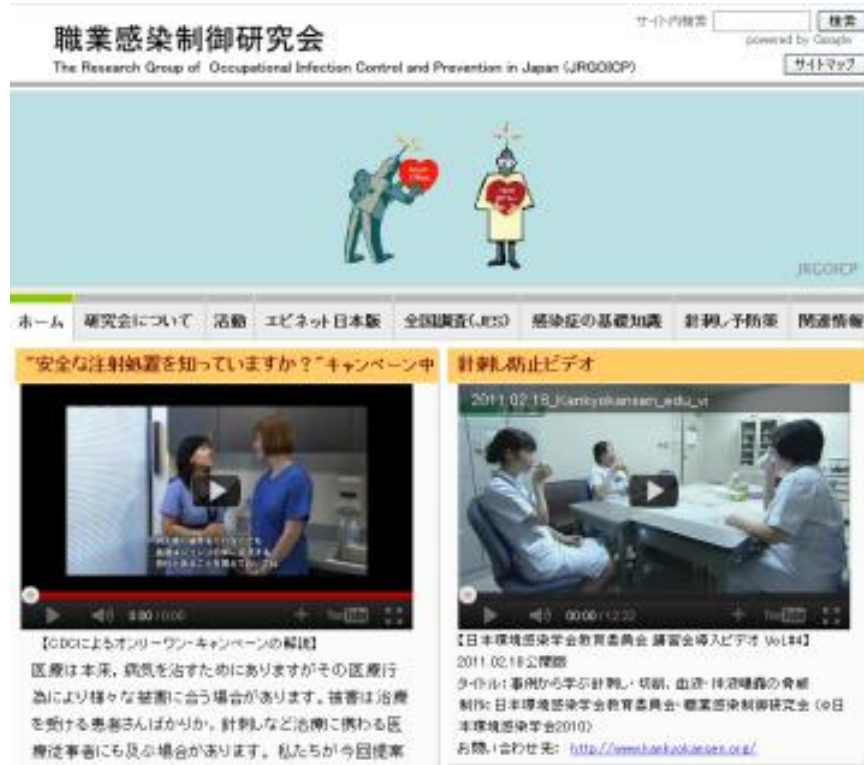 サイト内検索
検索
powered by Google
職業感染制御研究会
The Research Group of Occupational Infection Control and Prevention in Japan (JRGOICP)
サイトマップ
JRGOICP
ホーム
研究会について
活動
エピネット日本版
全国調査(JES)
感染症の基礎知識
針刺し予防策
関連情報
"安全な注射処置を知っていますか？"キャンペーン中
0:00 / 0:00
YouTube
【CDCによるオンリーワン・キャンペーンの解説】
医療は本来，病気を治すためにありますがその医療行
為により様々な被害に合う場合があります。被害は治療
を受ける患者さんばかりか，針刺しなど治療に携わる医
療従事者にも及ぶ場合があります。私たちが今回提案
針刺し防止ビデオ
2011.02.18_Kankyokansen_edu_vi
00:00 / 12:22
YouTube
【日本環境感染学会教育委員会 講習会導入ビデオ Vol.#4】
2011.02.18公開版
タイトル：事例から学ぶ針刺し・切創，血液・体液曝露の脅威
制作：日本環境感染学会教育委員会・職業感染制御研究会（©日
本環境感染学会2010）
お問い合わせ先： http://www.kankyokansen.org/